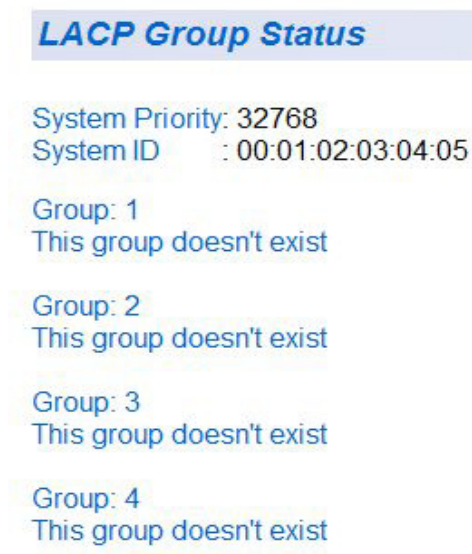 LACP Group Status
System Priority: 32768
System ID : 00:01:02:03:04:05
Group: 1
This group doesn't exist
Group: 2
This group doesn't exist
Group: 3
This group doesn't exist
Group: 4
This group doesn't exist